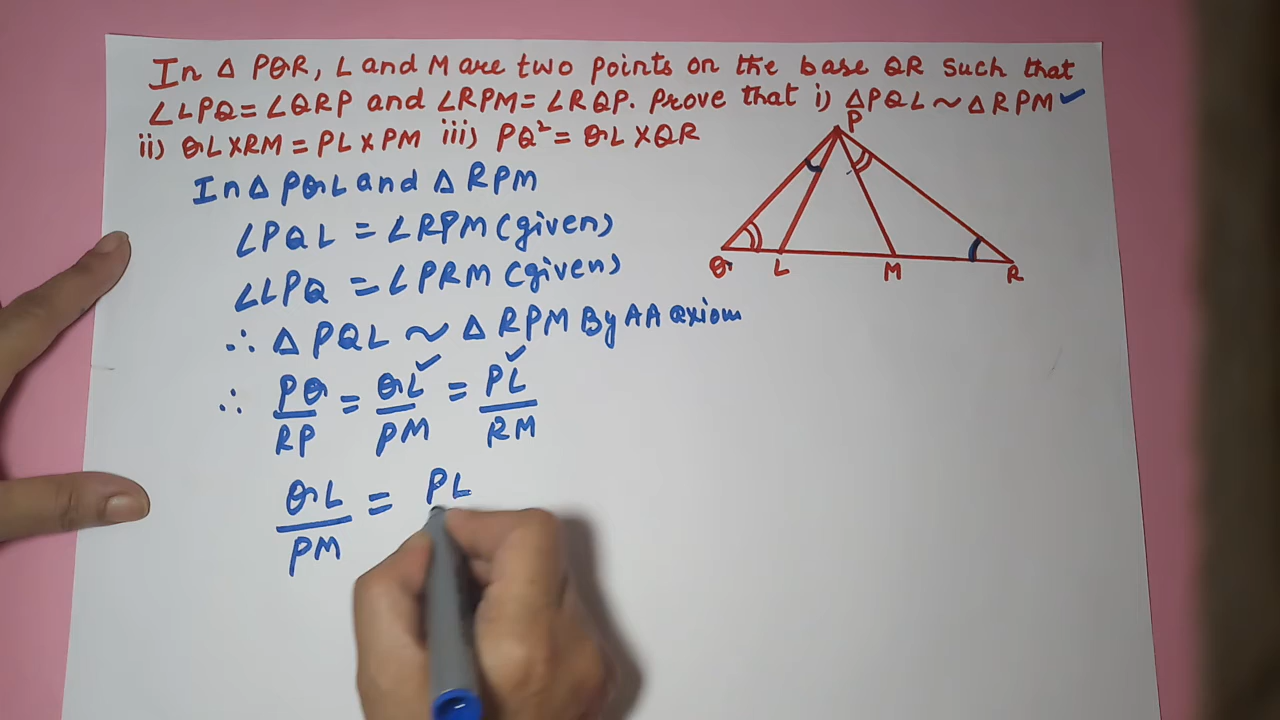 In Δ PQR, L and M are two points on the base QR such that
∠LPQ = ∠QRP and ∠RPM = ∠RQP. Prove that i) ΔPQL ~ ΔRPM ✓
ii) QL X RM = PL X PM iii) PQ² = QL X QR
P
Q L M R
In Δ PQL and Δ RPM
∠PQL = ∠RPM (given)
∠LPQ = ∠PRM (given)
∴ Δ PQL ~ Δ RPM By AA axiom
∴ PQ/RP = QL/PM ✓ = PL/RM ✓
QL/PM = PL